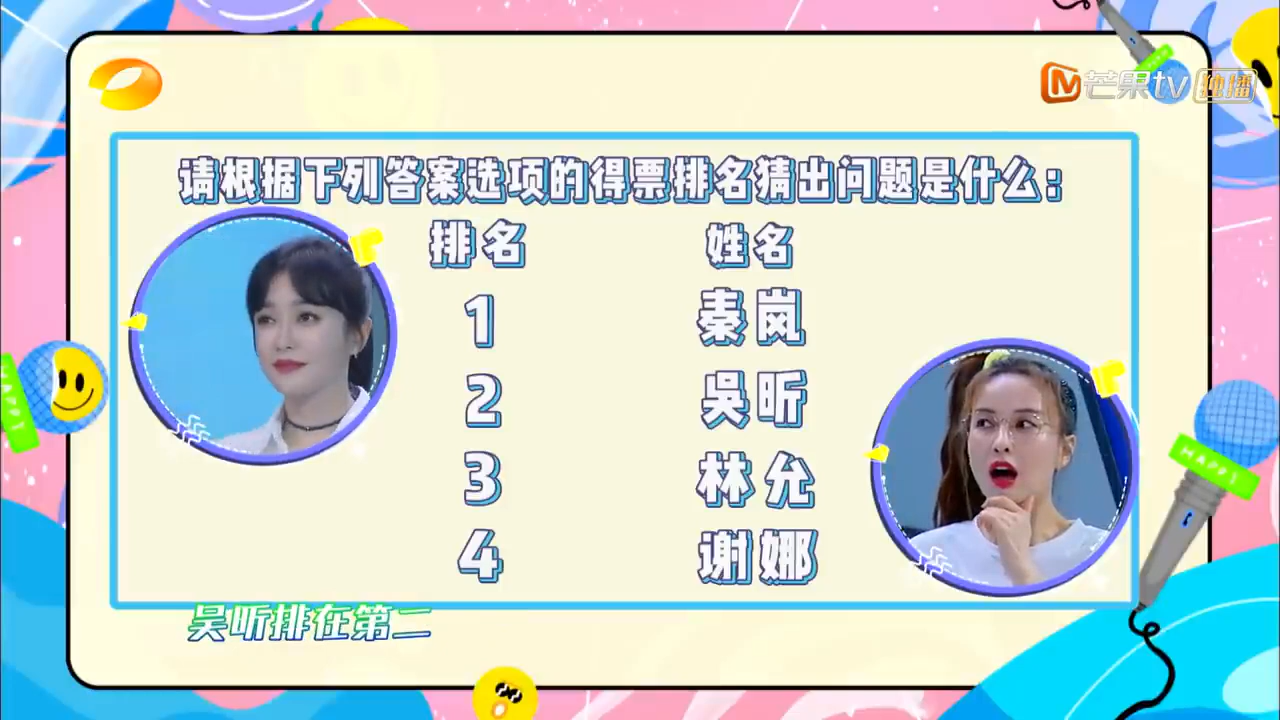 芒果tv 独播
请根据下列答案选项的得票排名猜出问题是什么：
排名 姓名
1 秦岚
2 吴昕
3 林允
4 谢娜
HAPPY
HAPPY
吴昕排在第二